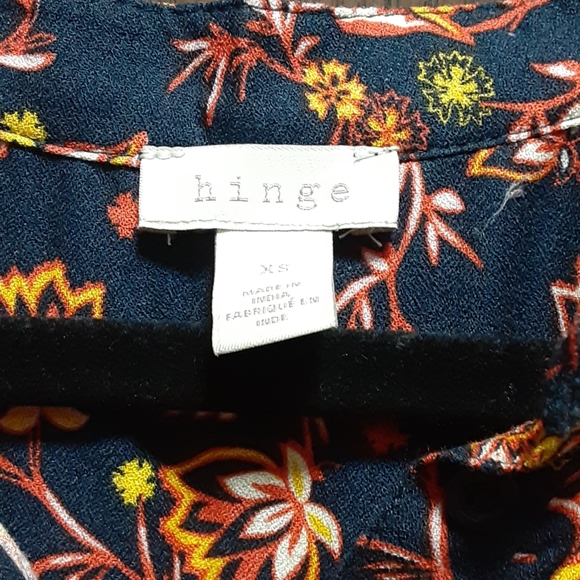 hinge
XS
MADE IN
INDIA,
FABRIQUÉ EN
INDE